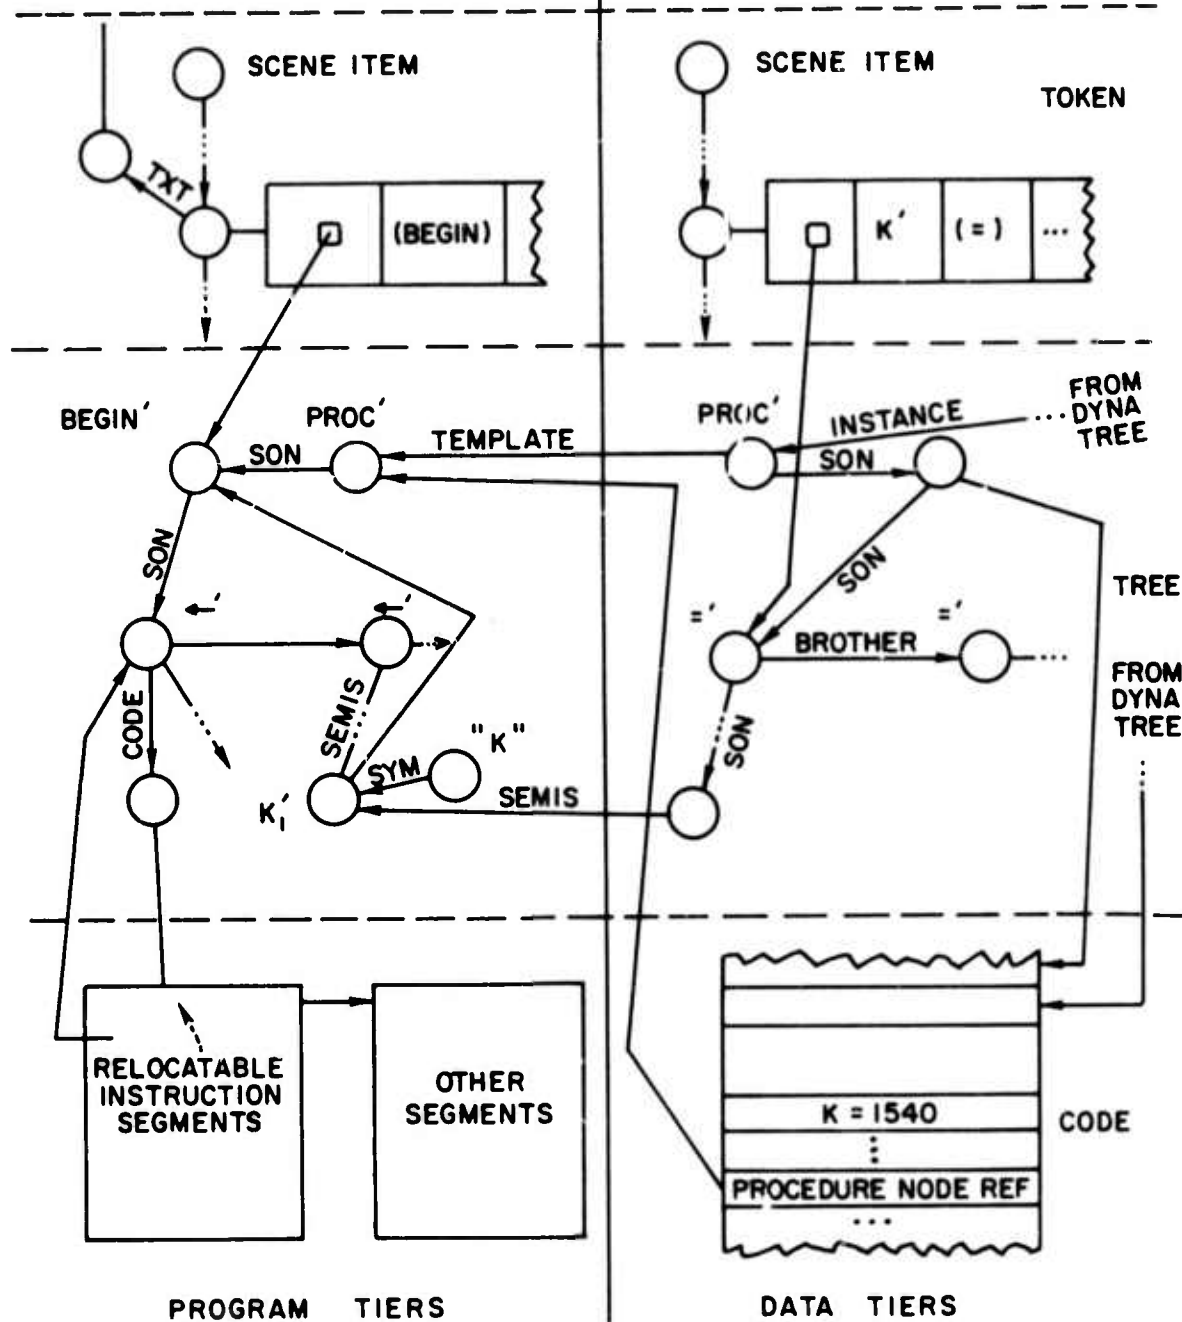 SCENE ITEM
SCENE ITEM
TOKEN
TXT
(BEGIN)
K'
(=)
...
BEGIN'
PROC'
PROC'
INSTANCE
... FROM
DYNA
TREE
TEMPLATE
SON
SON
SON
SON
←'
←'
='
='
TREE
BROTHER
FROM
DYNA
TREE
CODE
SEMIS
SON
"K"
SYM
K₁'
SEMIS
RELOCATABLE
INSTRUCTION
SEGMENTS
OTHER
SEGMENTS
K = 1540
CODE
PROCEDURE NODE REF
...
PROGRAM TIERS
DATA TIERS